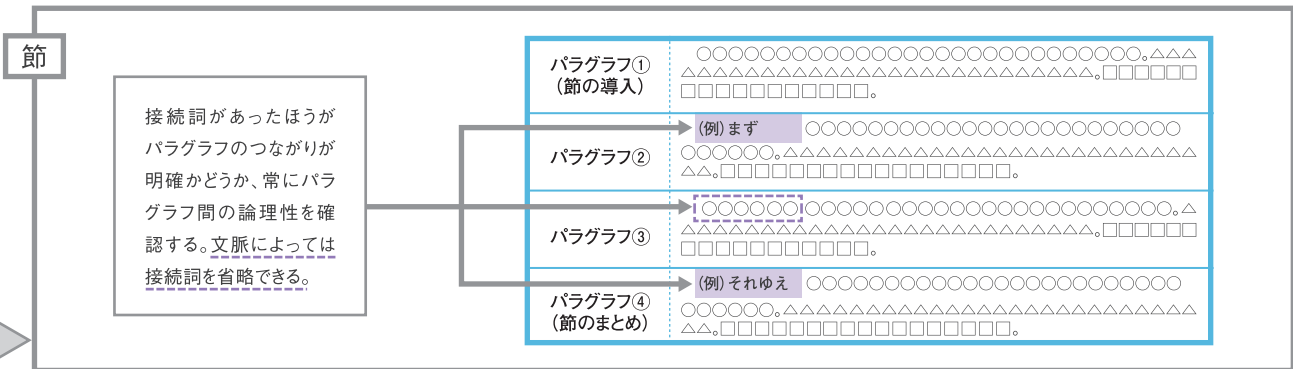 節
接続詞があったほうが
パラグラフのつながりが
明確かどうか、常にパラ
グラフ間の論理性を確
認する。文脈によっては
接続詞を省略できる。
パラグラフ①
(節の導入)
○○○○○○○○○○○○○○○○○○○○○○○○○○○○。△△△
△△△△△△△△△△△△△△△△△△△△△△△△△△。□□□□□□
□□□□□□□□□□□□。
パラグラフ②
(例)まず ○○○○○○○○○○○○○○○○○○○○○○○○
○○○○○○。△△△△△△△△△△△△△△△△△△△△△△△△△△
△△。□□□□□□□□□□□□□□□□□□□。
パラグラフ③
○○○○○○○○○○○○○○○○○○○○○○○○○○○○○。△
△△△△△△△△△△△△△△△△△△△△△△△△△△。□□□□□□
□□□□□□□□□□□□。
パラグラフ④
(節のまとめ)
(例)それゆえ ○○○○○○○○○○○○○○○○○○○○○○○○
○○○○○○。△△△△△△△△△△△△△△△△△△△△△△△△△△
△△。□□□□□□□□□□□□□□□□□□□。